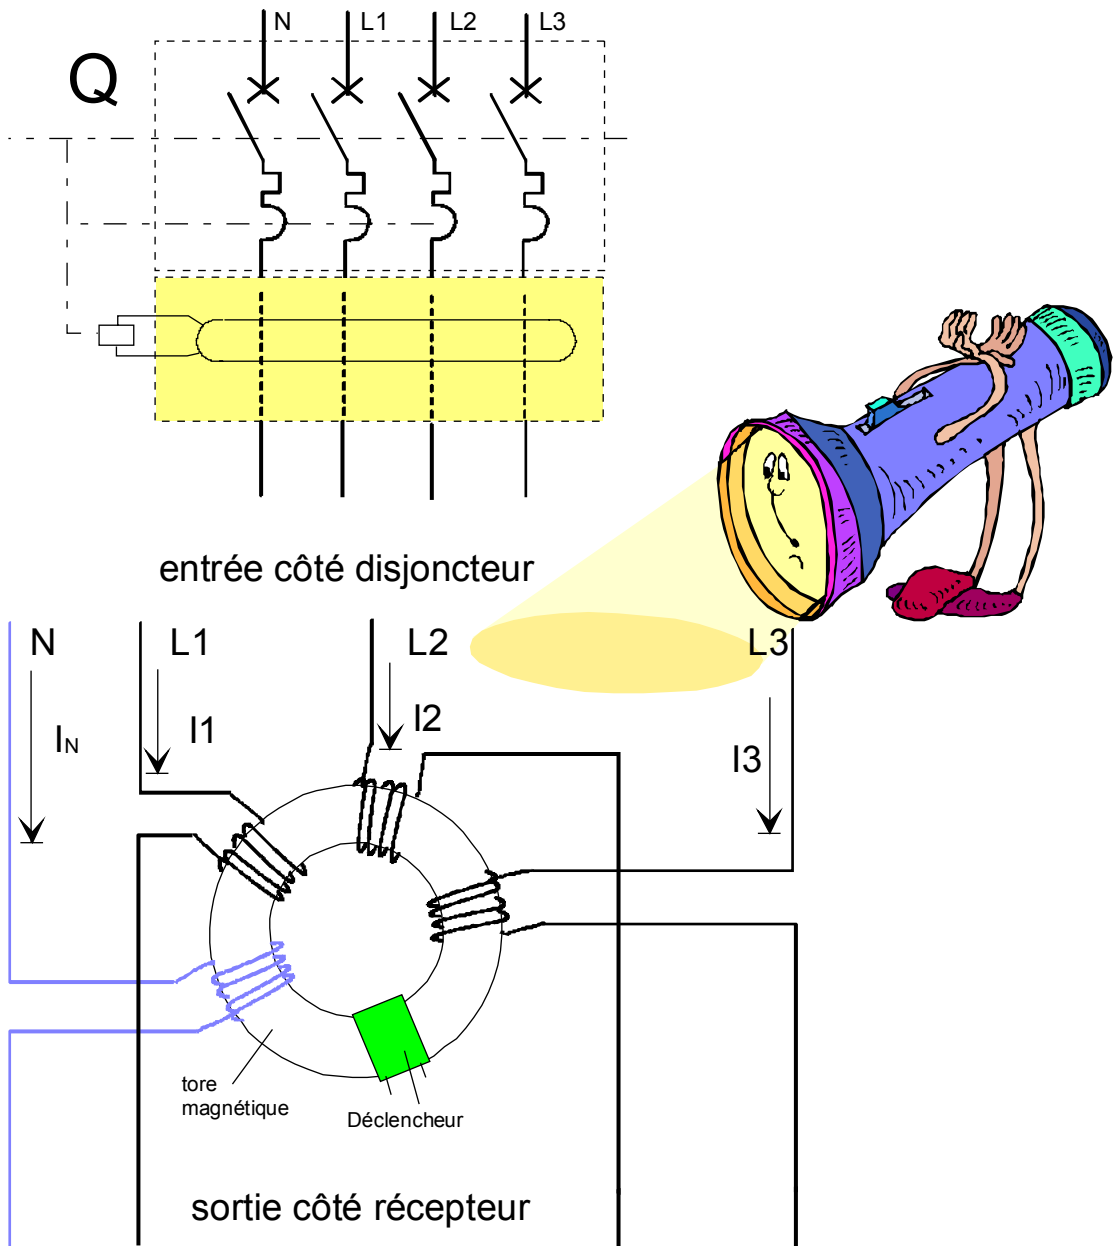 N L1 L2 L3
Q
entrée côté disjoncteur
N L1 L2 L3
IN I1 I2 I3
tore
magnétique
Déclencheur
sortie côté récepteur